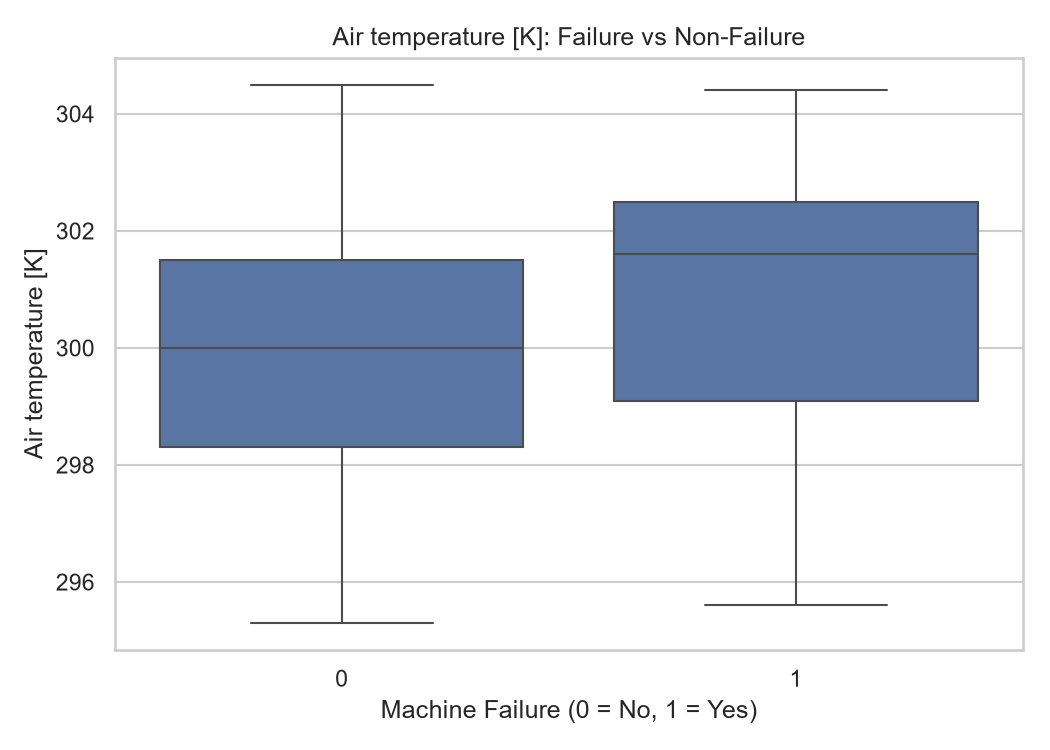 Air temperature [K]: Failure vs Non-Failure
Air temperature [K]
304
302
300
298
296
0
1
Machine Failure (0 = No, 1 = Yes)